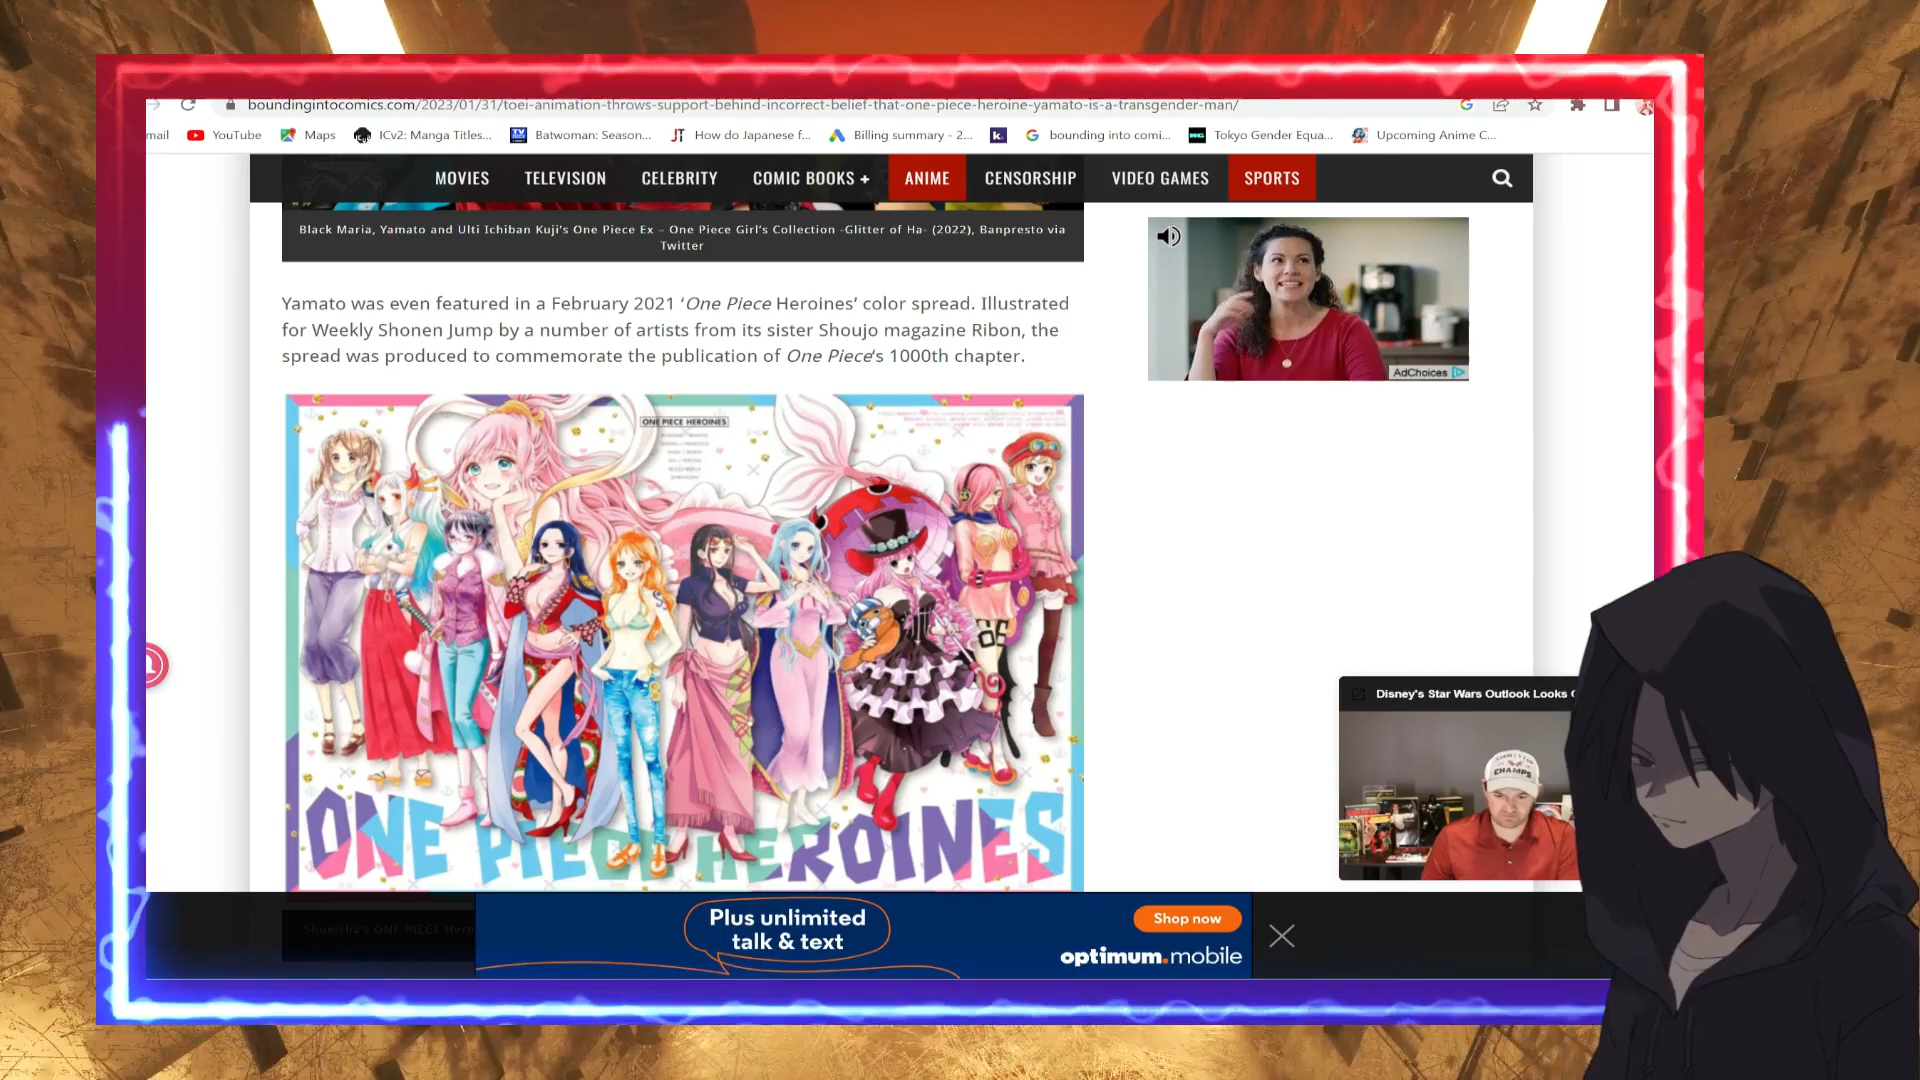 boundingintocomics.com/2023/01/31/toei-animation-throws-support-behind-incorrect-belief-that-one-piece-heroine-yamato-is-a-transgender-man/
mail YouTube Maps ICv2: Manga Titles... Batwoman: Season... How do Japanese f... Billing summary - 2... k. bounding into comi... Tokyo Gender Equa... Upcoming Anime C...
MOVIES TELEVISION CELEBRITY COMIC BOOKS + ANIME CENSORSHIP VIDEO GAMES SPORTS
Black Maria, Yamato and Ulti Ichiban Kuji's One Piece Ex – One Piece Girl's Collection -Glitter of Ha- (2022), Banpresto via
Twitter
Yamato was even featured in a February 2021 'One Piece Heroines' color spread. Illustrated
for Weekly Shonen Jump by a number of artists from its sister Shoujo magazine Ribon, the
spread was produced to commemorate the publication of One Piece's 1000th chapter.
AdChoices
ONE PIECE HEROINES
ONE PIECE HEROINES
Disney's Star Wars Outlook Looks
CHAMPS
Shueisha's ONE PIECE Hero
Plus unlimited
talk & text
Shop now
optimum.mobile